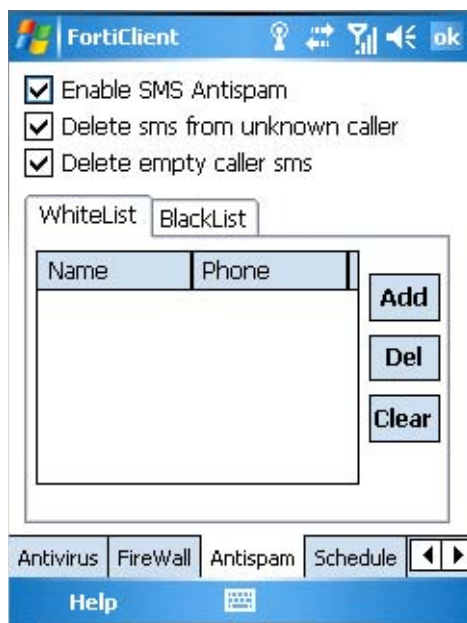 FortiClient ok
Enable SMS Antispam
Delete sms from unknown caller
Delete empty caller sms
WhiteList BlackList
Name Phone
Add
Del
Clear
Antivirus FireWall Antispam Schedule
Help